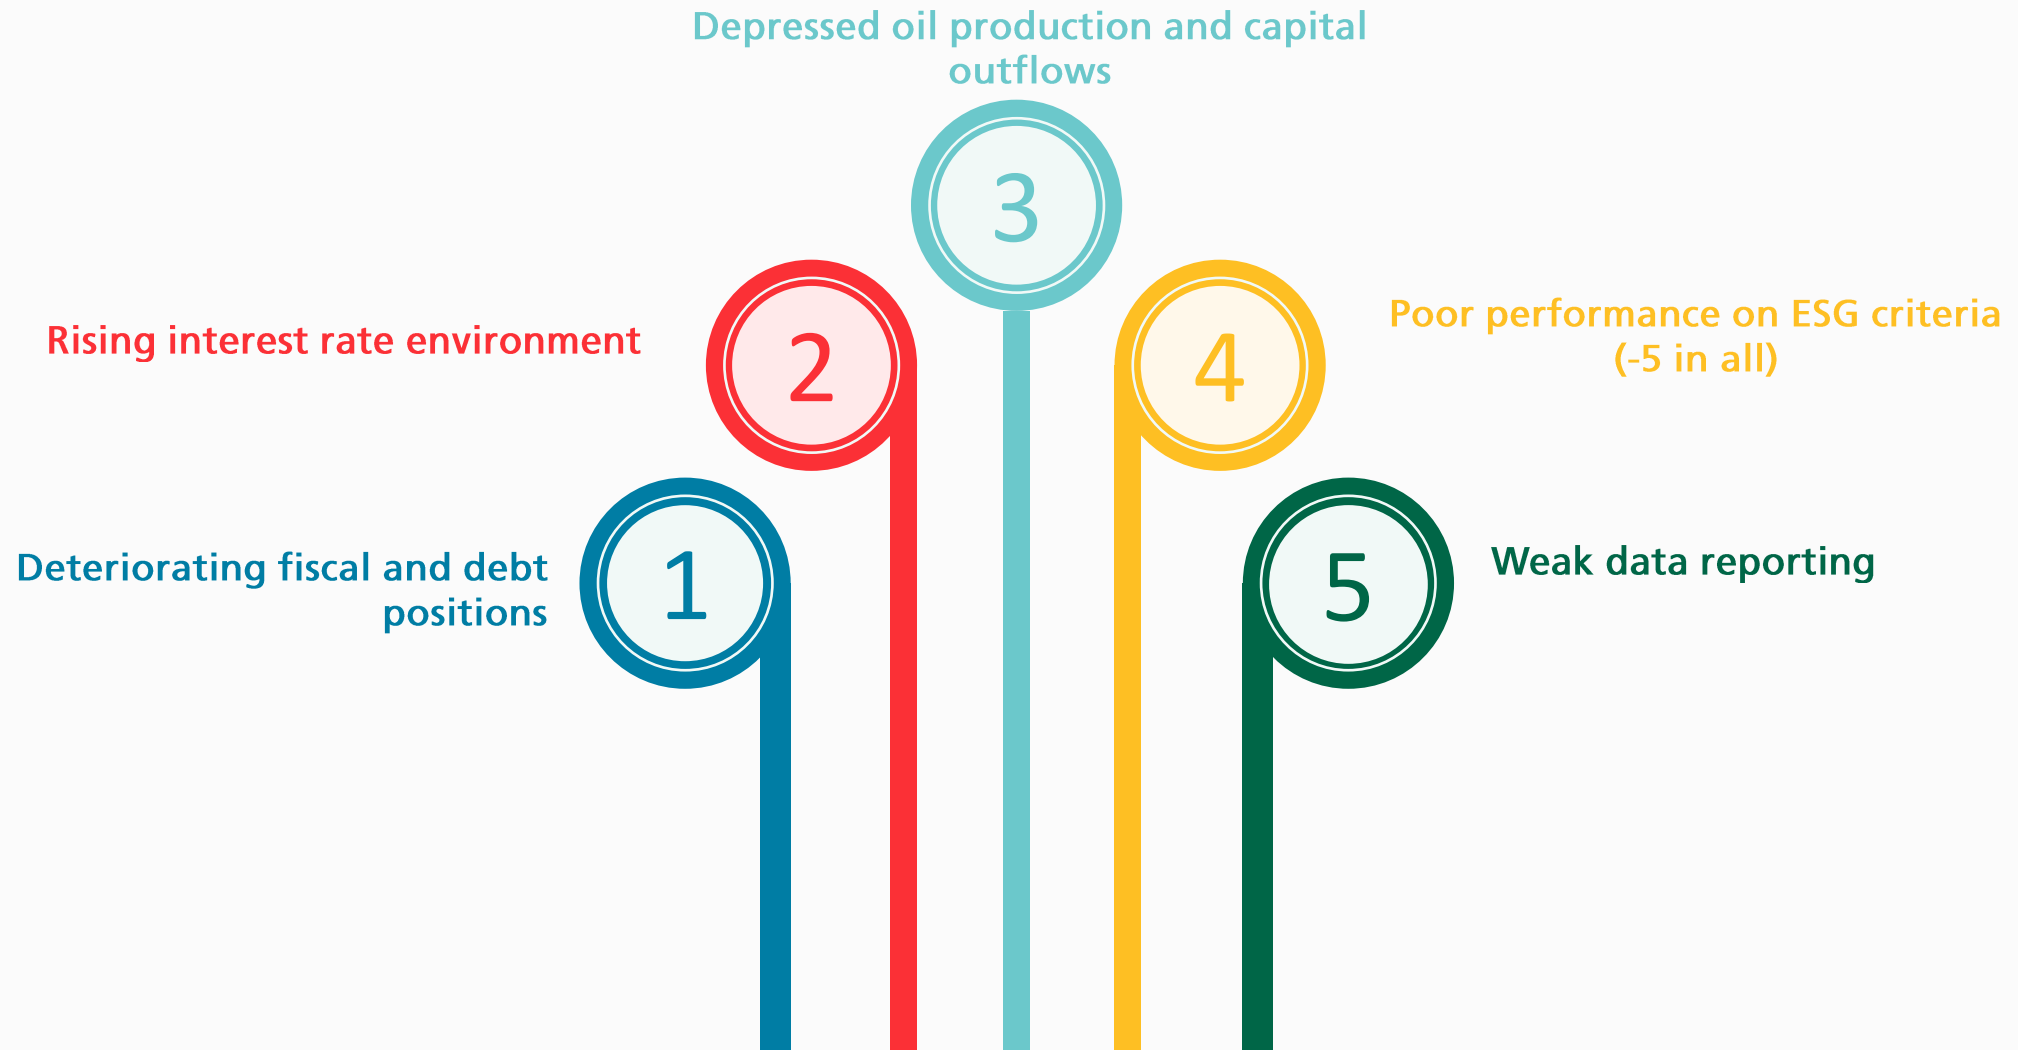 Depressed oil production and capital
outflows
3
Rising interest rate environment
2
4
Poor performance on ESG criteria
(-5 in all)
Deteriorating fiscal and debt
positions
1
5
Weak data reporting